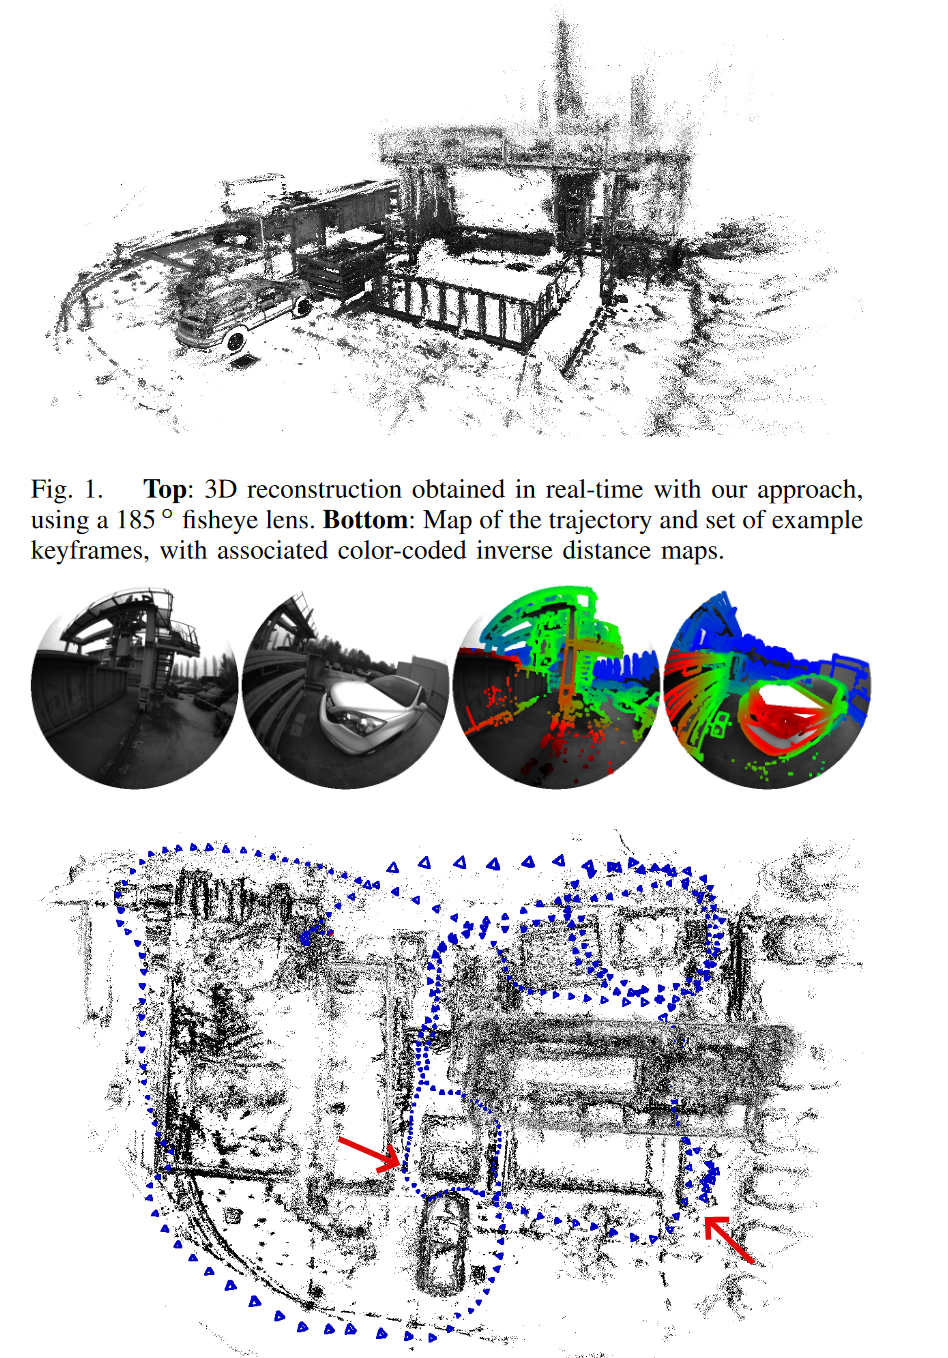 Fig. 1. Top: 3D reconstruction obtained in real-time with our approach,
using a 185° fisheye lens. Bottom: Map of the trajectory and set of example
keyframes, with associated color-coded inverse distance maps.